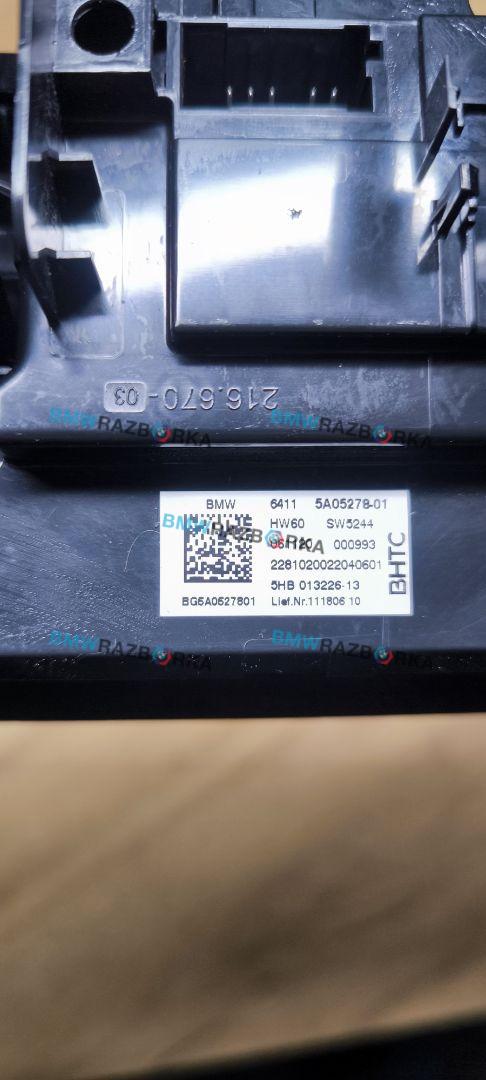 216.670-03
BMWRAZBORKA BMWRAZBORKA
BMW 6411 5A05278-01
HW60 SW5244
BMWRAZBORKA
000993
2281020022040601
5HB 013226-13
BG5A0527801 Lief.Nr.111806 10
BHTC
BMWRAZBORKA BMWRAZBORKA